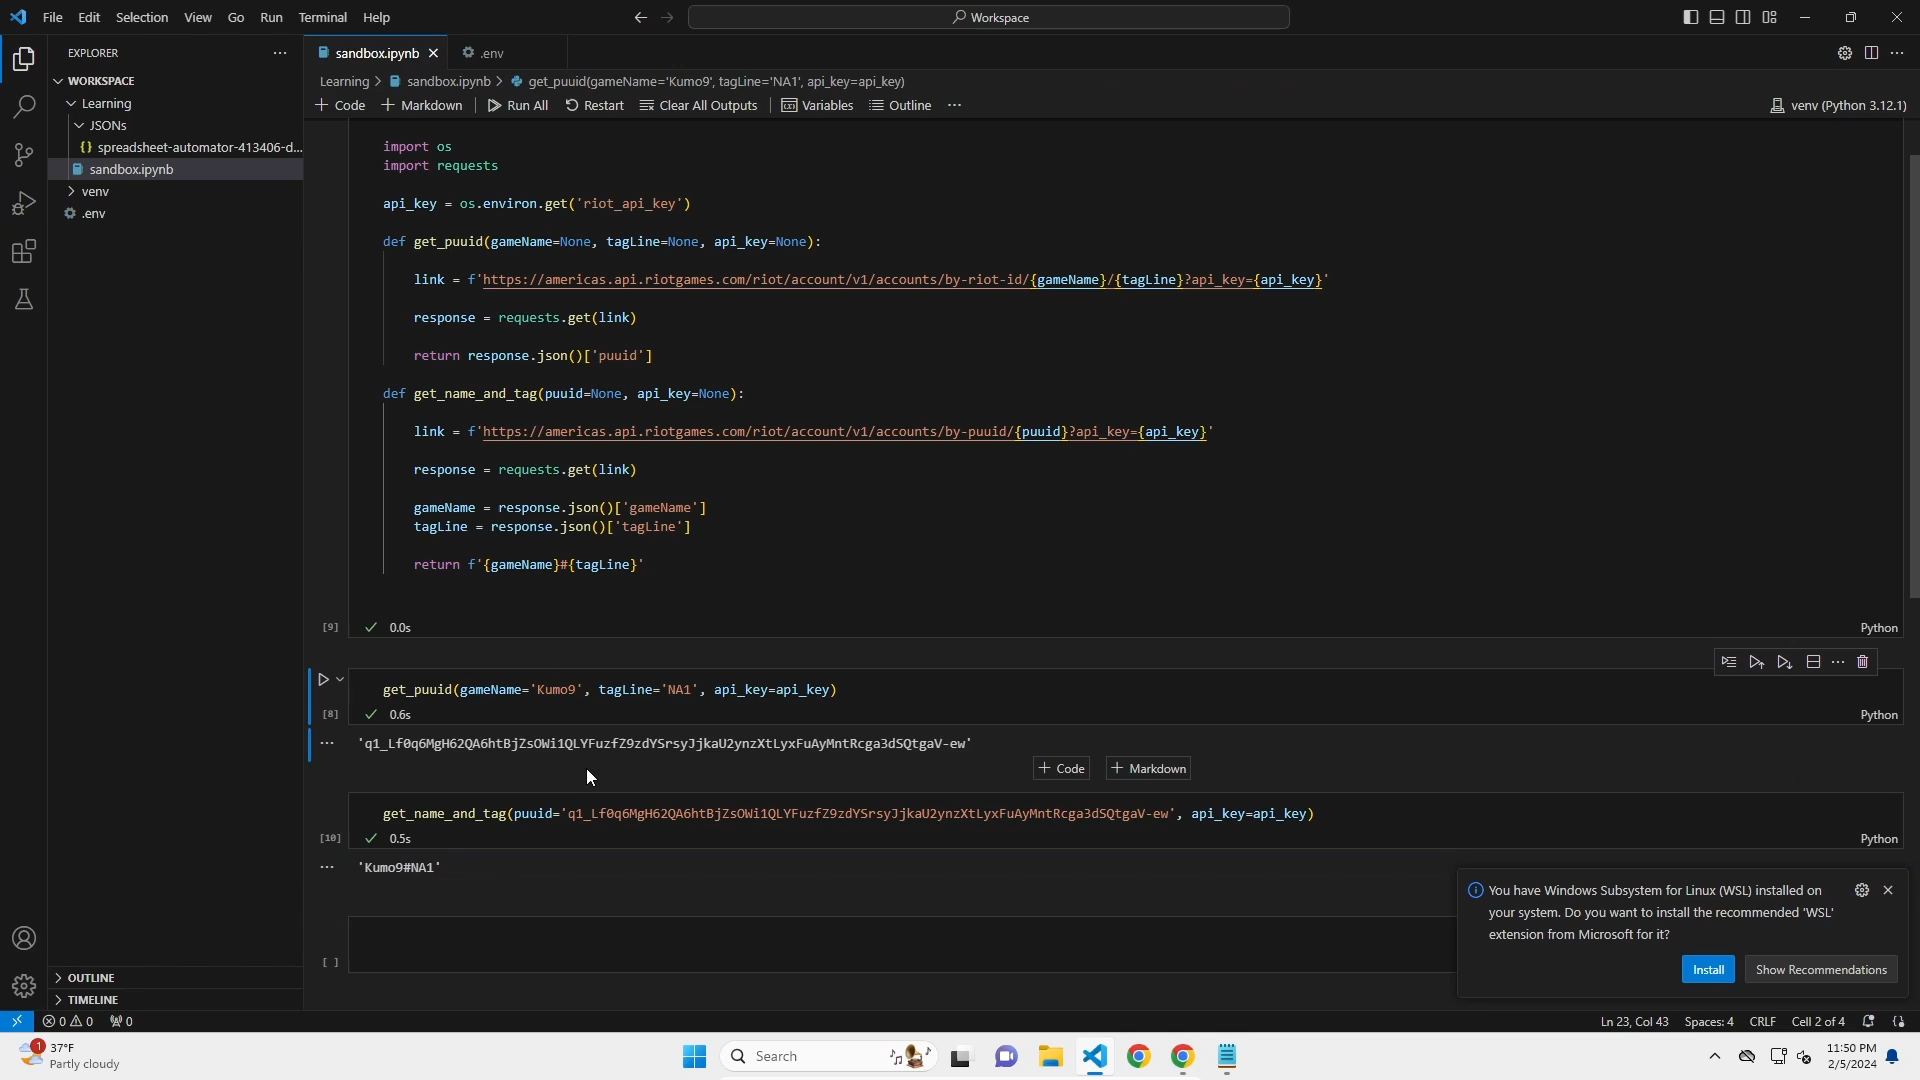 File Edit Selection View Go Run Terminal Help
Workspace
EXPLORER
sandbox.ipynb
.env
WORKSPACE
Learning > sandbox.ipynb > get_puuid(gameName='Kumo9', tagLine='NA1', api_key=api_key)
Learning
+ Code + Markdown Run All Restart Clear All Outputs Variables Outline ...
venv (Python 3.12.1)
JSONs
spreadsheet-automator-413406-d...
sandbox.ipynb
venv
.env
import os
import requests
api_key = os.environ.get('riot_api_key')
def get_puuid(gameName=None, tagLine=None, api_key=None):
link = f'https://americas.api.riotgames.com/riot/account/v1/accounts/by-riot-id/{gameName}/{tagLine}?api_key={api_key}'
response = requests.get(link)
return response.json()['puuid']
def get_name_and_tag(puuid=None, api_key=None):
link = f'https://americas.api.riotgames.com/riot/account/v1/accounts/by-puuid/{puuid}?api_key={api_key}'
response = requests.get(link)
gameName = response.json()['gameName']
tagLine = response.json()['tagLine']
return f'{gameName}#{tagLine}'
[9] 0.0s Python
get_puuid(gameName='Kumo9', tagLine='NA1', api_key=api_key)
[8] 0.6s Python
'q1_Lf0q6MgH62QA6htBjZsOWi1QLYFuzfZ9zdYSrsyJjkaU2ynzXtLyxFuAyMntRcga3dSQtgaV-ew'
+ Code + Markdown
get_name_and_tag(puuid='q1_Lf0q6MgH62QA6htBjZsOWi1QLYFuzfZ9zdYSrsyJjkaU2ynzXtLyxFuAyMntRcga3dSQtgaV-ew', api_key=api_key)
[10] 0.5s Python
'Kumo9#NA1'
[ ]
You have Windows Subsystem for Linux (WSL) installed on
your system. Do you want to install the recommended 'WSL'
extension from Microsoft for it?
Install Show Recommendations
OUTLINE
TIMELINE
0 0 0
Ln 23, Col 43 Spaces: 4 CRLF Cell 2 of 4
1
37°F
Partly cloudy
Search
11:50 PM
2/5/2024